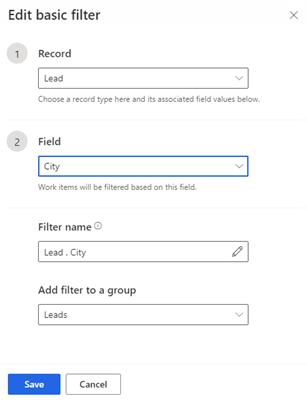 Edit basic filter
1 Record
Lead
Choose a record type here and its associated field values below.
2 Field
City
Work items will be filtered based on this field.
Filter name
Lead . City
Add filter to a group
Leads
Save Cancel